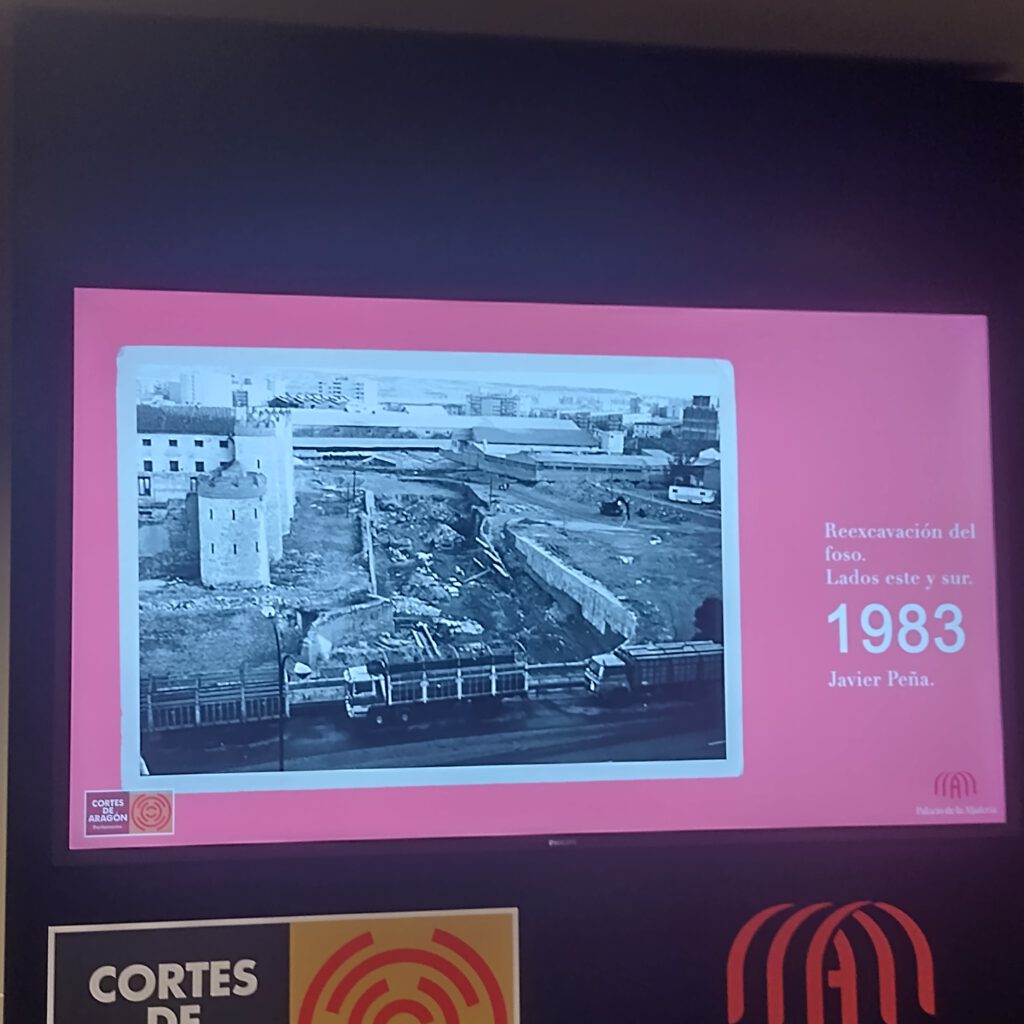 Reexcavación del
foso.
Lados este y sur.
1983
Javier Peña.
CORTES
DE
ARAGÓN
Palacio de la Aljafería
PHILIPS
CORTES
DE